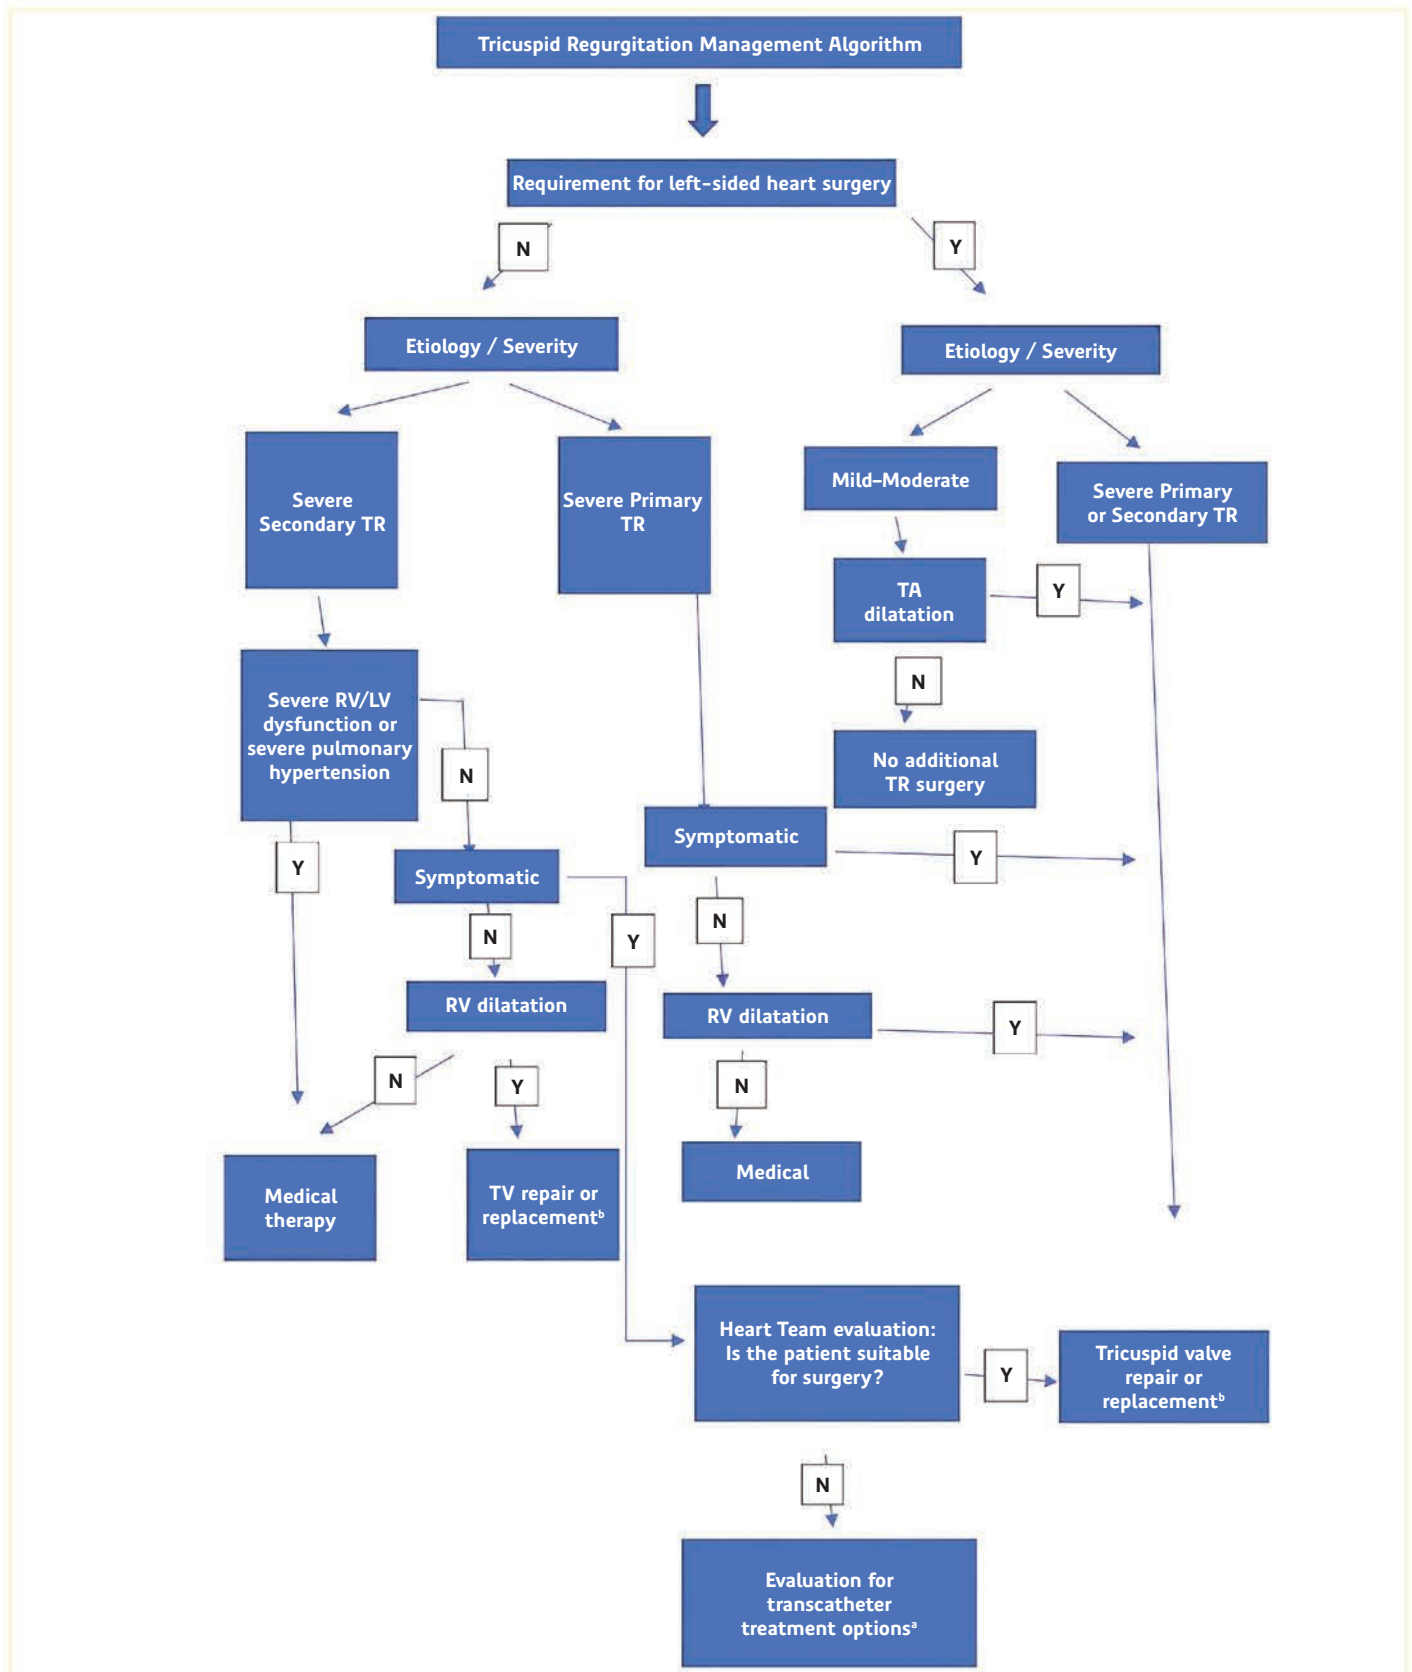 Tricuspid Regurgitation Management Algorithm
Requirement for left-sided heart surgery
N
Y
Etiology / Severity
Etiology / Severity
Severe
Secondary TR
Severe Primary
TR
Mild–Moderate
Severe Primary
or Secondary TR
TA
dilatation
Y
N
Severe RV/LV
dysfunction or
severe pulmonary
hypertension
N
No additional
TR surgery
Y
Symptomatic
Symptomatic
Y
N
Y
N
RV dilatation
RV dilatation
Y
N
Y
N
Medical
therapy
TV repair or
replacementᵇ
Medical
Heart Team evaluation:
Is the patient suitable
for surgery?
Y
Tricuspid valve
repair or
replacementᵇ
N
Evaluation for
transcatheter
treatment optionsᵃ